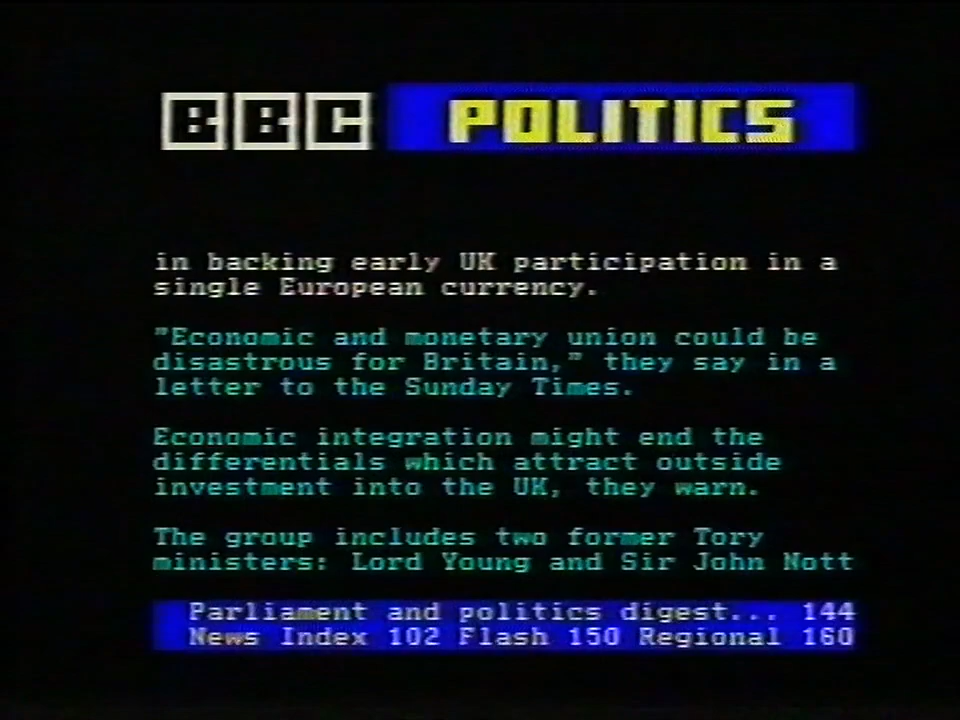 BBC POLITICS
in backing early UK participation in a
single European currency.
"Economic and monetary union could be
disastrous for Britain," they say in a
letter to the Sunday Times.
Economic integration might end the
differentials which attract outside
investment into the UK, they warn.
The group includes two former Tory
ministers: Lord Young and Sir John Nott
Parliament and politics digest... 144
News Index 102 Flash 150 Regional 160